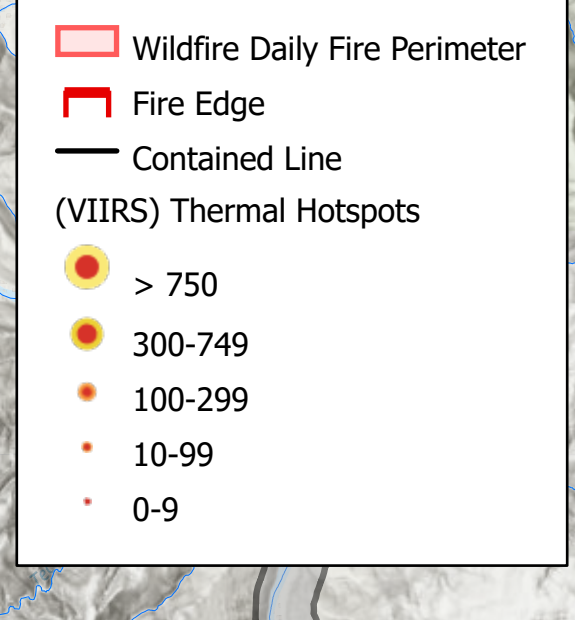 Wildfire Daily Fire Perimeter
Fire Edge
Contained Line
(VIIRS) Thermal Hotspots
> 750
300-749
100-299
10-99
0-9